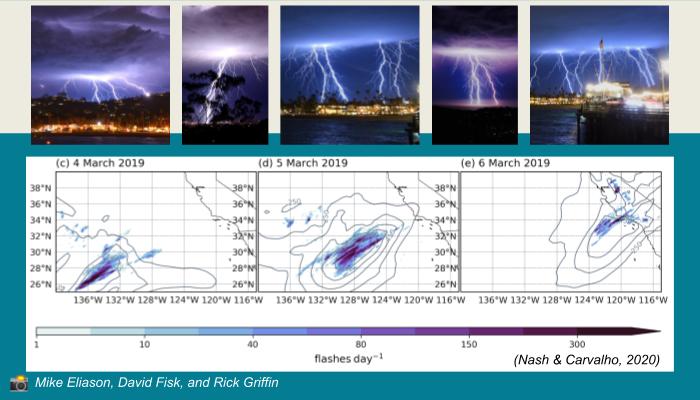 (c) 4 March 2019 (d) 5 March 2019 (e) 6 March 2019
38°N 38°N 38°N
36°N 36°N 36°N
34°N 34°N 34°N
32°N 32°N 32°N
30°N 30°N 30°N
28°N 28°N 28°N
26°N 26°N 26°N
250
250
136°W 132°W 128°W 124°W 120°W 116°W 136°W 132°W 128°W 124°W 120°W 116°W 136°W 132°W 128°W 124°W 120°W 116°W
1 10 40 80 150 300
flashes day⁻¹
(Nash & Carvalho, 2020)
Mike Eliason, David Fisk, and Rick Griffin